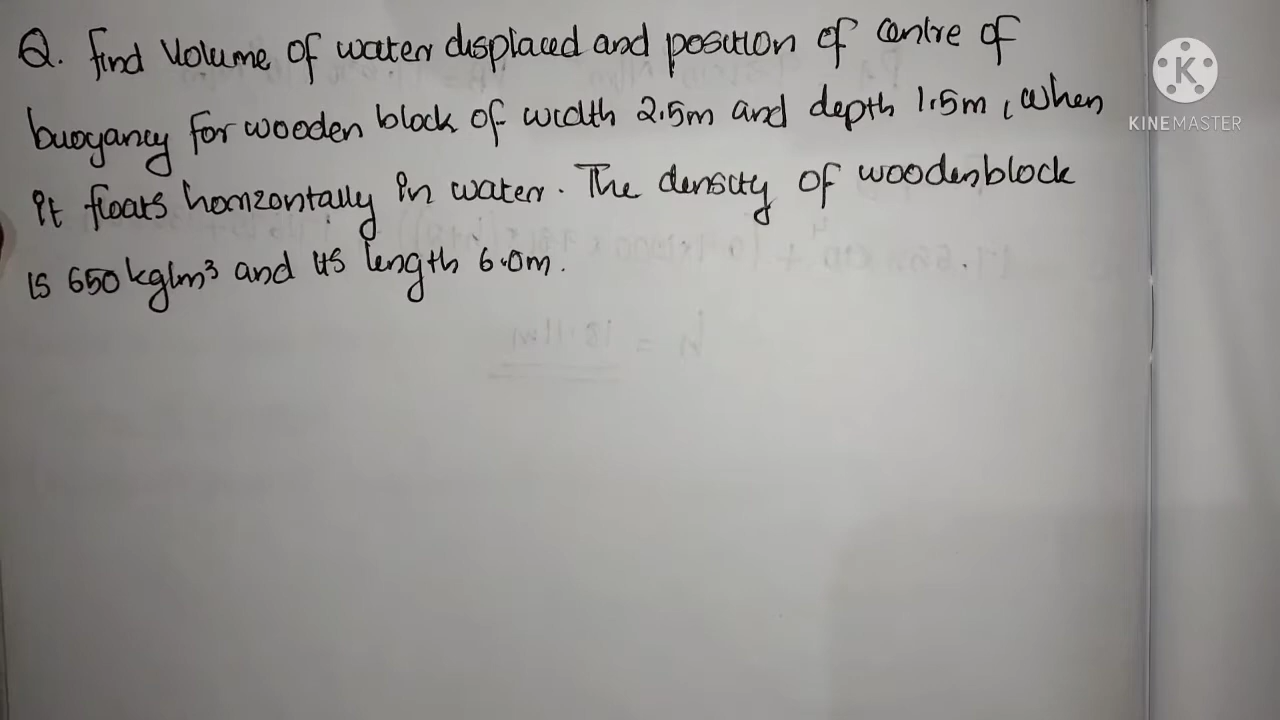 Q. find Volume of water displaced and position of centre of
buoyancy for wooden block of width 2.5m and depth 1.5m, when
it floats horizontally in water. The density of wooden block
is 650 kg/m³ and its length 6.0m.
KINEMASTER